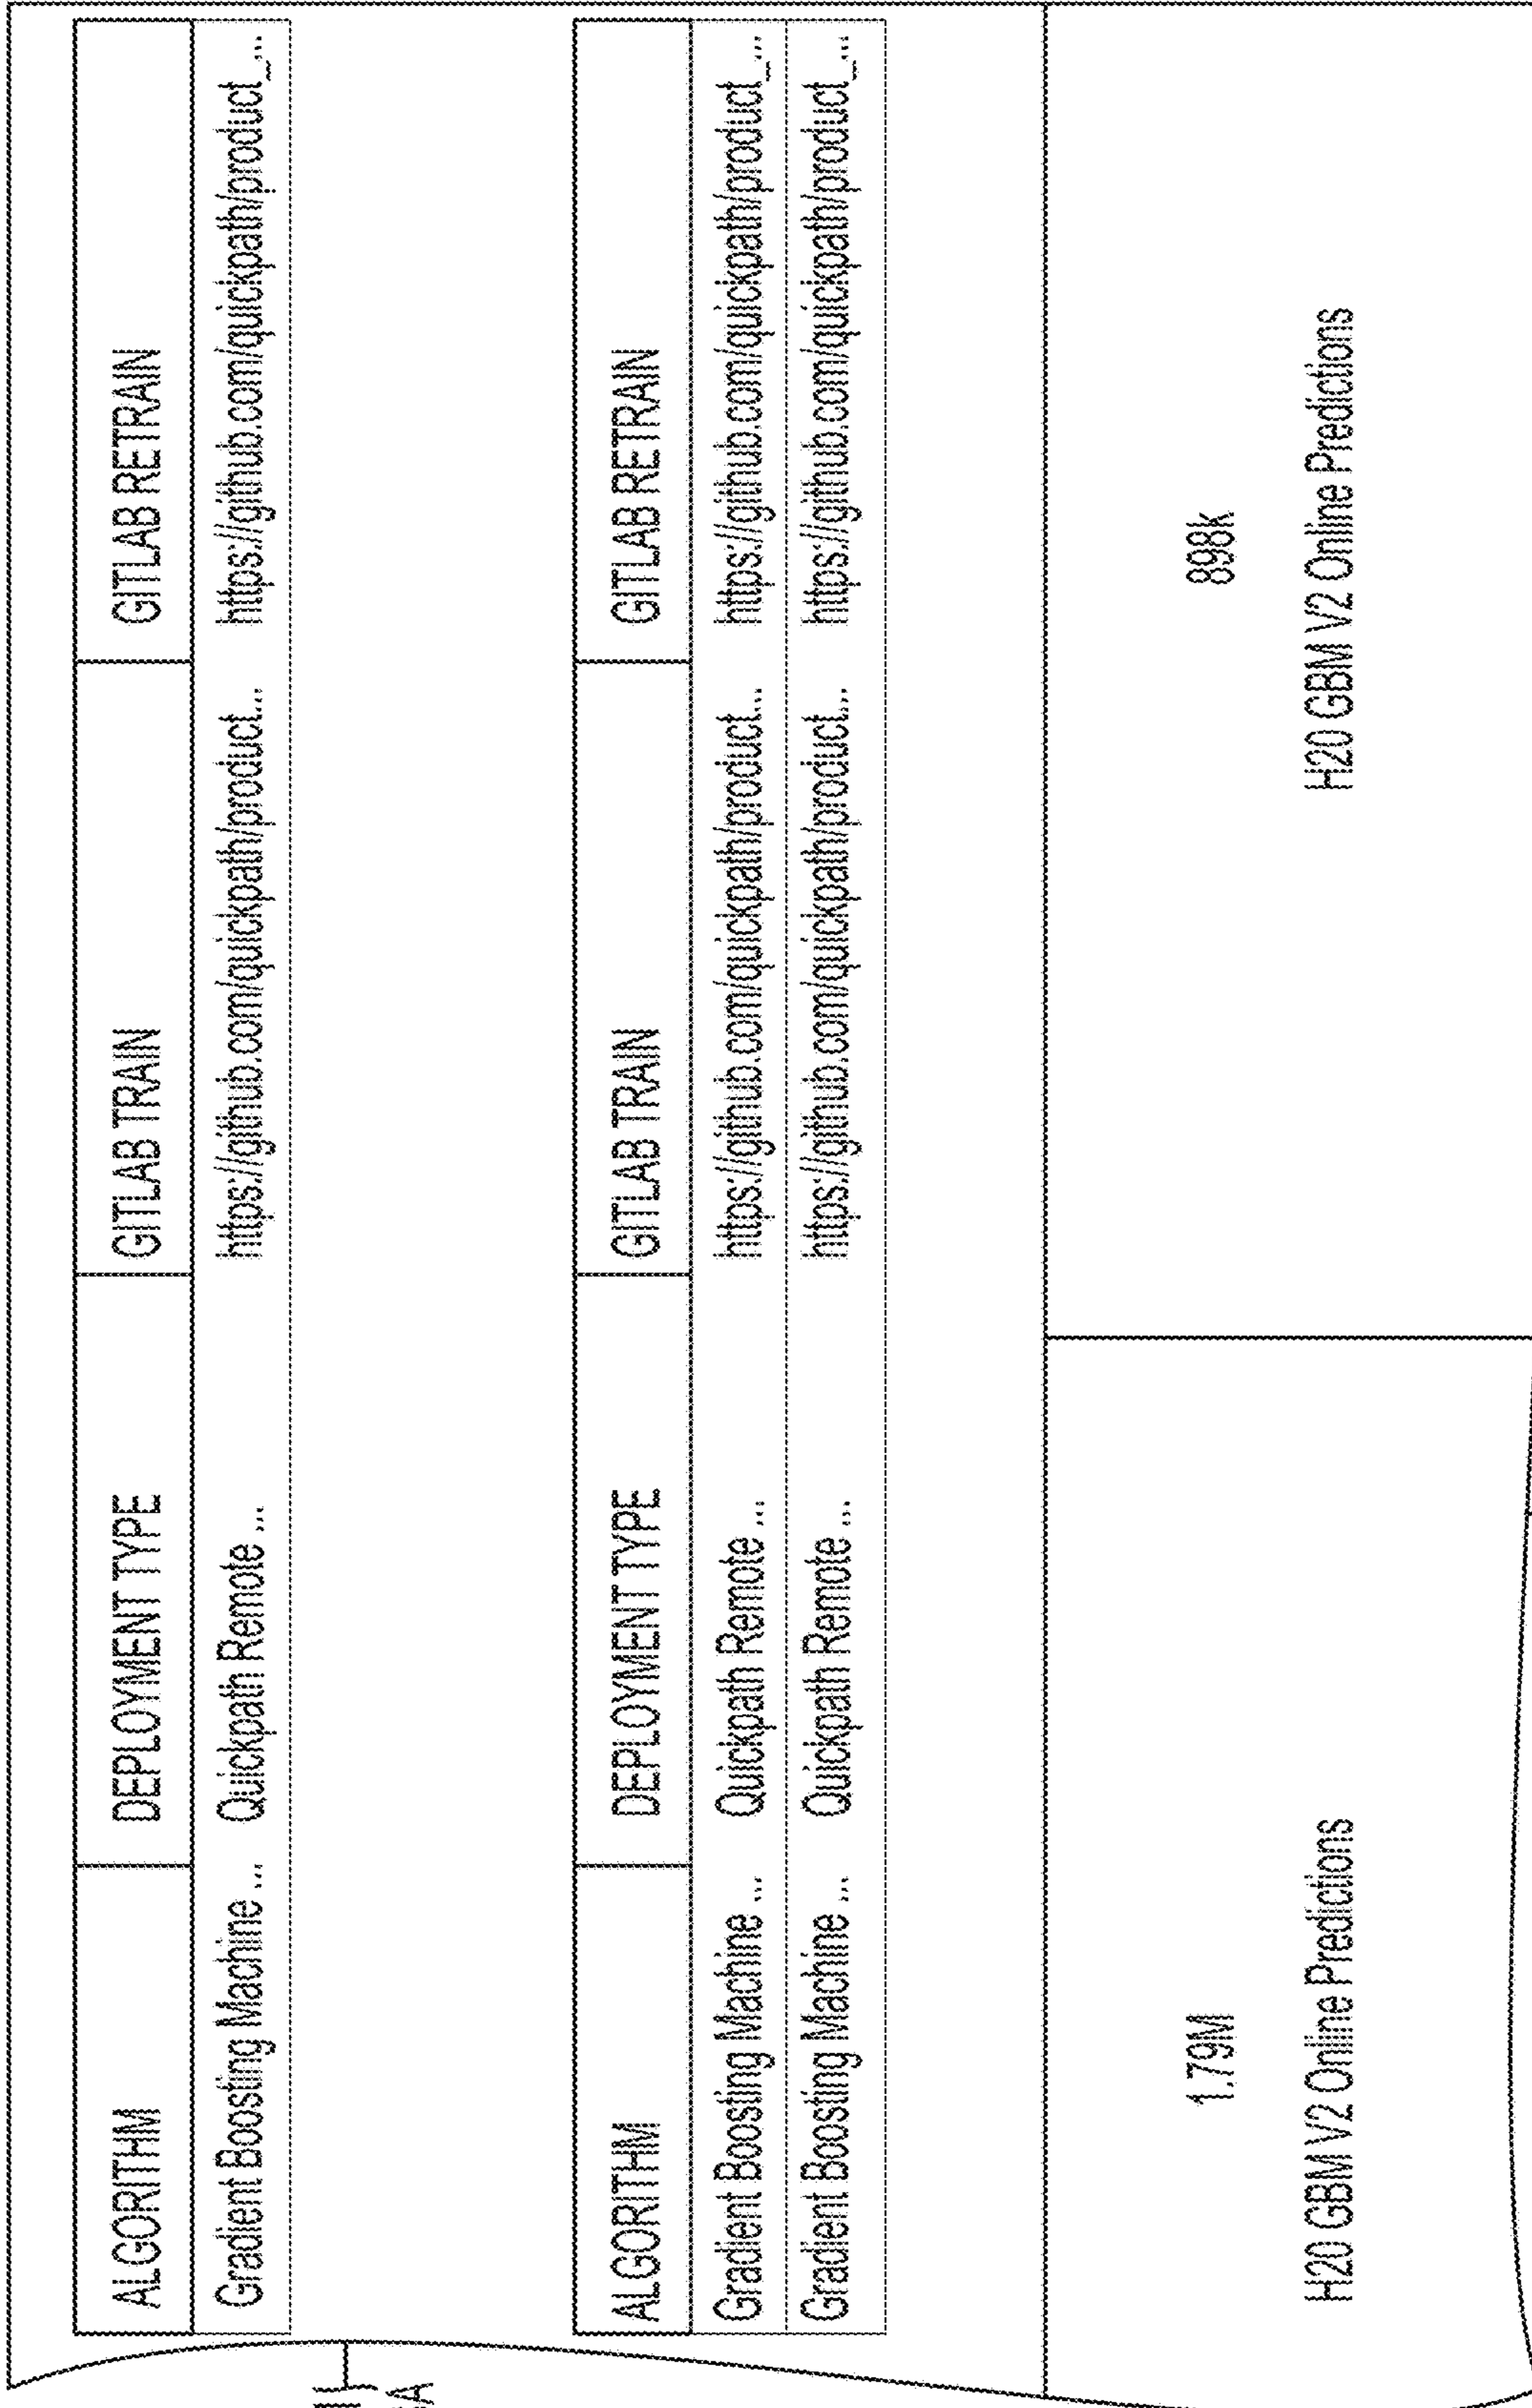 ALGORITHM DEPLOYMENT TYPE GITLAB TRAIN GITLAB RETRAIN
Gradient Boosting Machine ... Quickpath Remote ... https://github.com/quickpath/product... https://github.com/quickpath/product_...
ALGORITHM DEPLOYMENT TYPE GITLAB TRAIN GITLAB RETRAIN
Gradient Boosting Machine ... Quickpath Remote ... https://github.com/quickpath/product... https://github.com/quickpath/product_...
Gradient Boosting Machine ... Quickpath Remote ... https://github.com/quickpath/product... https://github.com/quickpath/product_...
1.79M 898k
H20 GBM V2 Online Predictions H20 GBM V2 Online Predictions